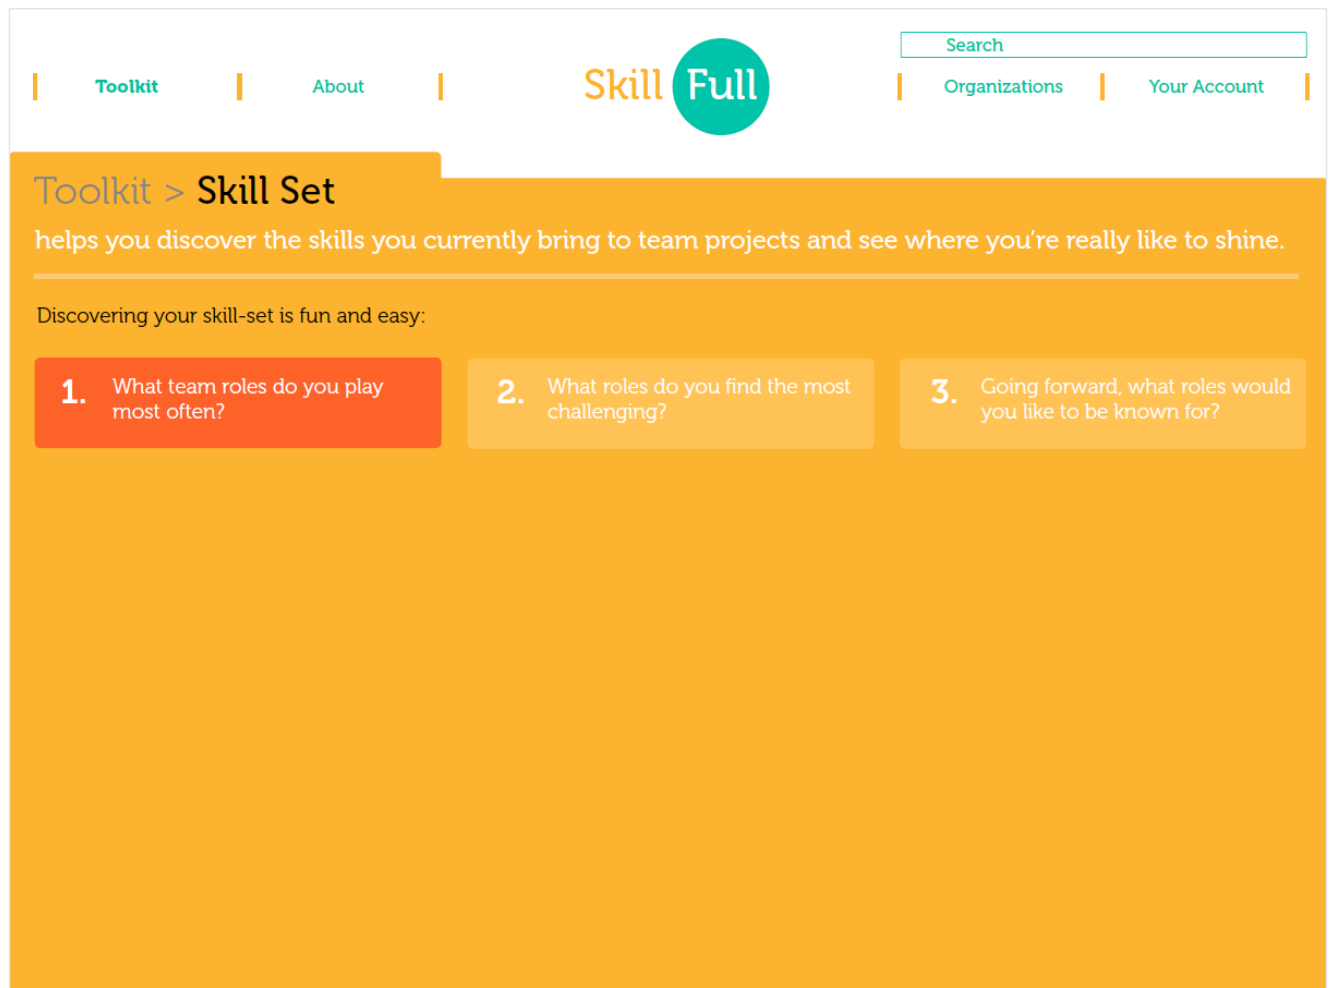 Search
Toolkit
About
Skill Full
Organizations
Your Account
Toolkit > Skill Set
helps you discover the skills you currently bring to team projects and see where you're really like to shine.
Discovering your skill-set is fun and easy:
1. What team roles do you play
most often?
2. What roles do you find the most
challenging?
3. Going forward, what roles would
you like to be known for?